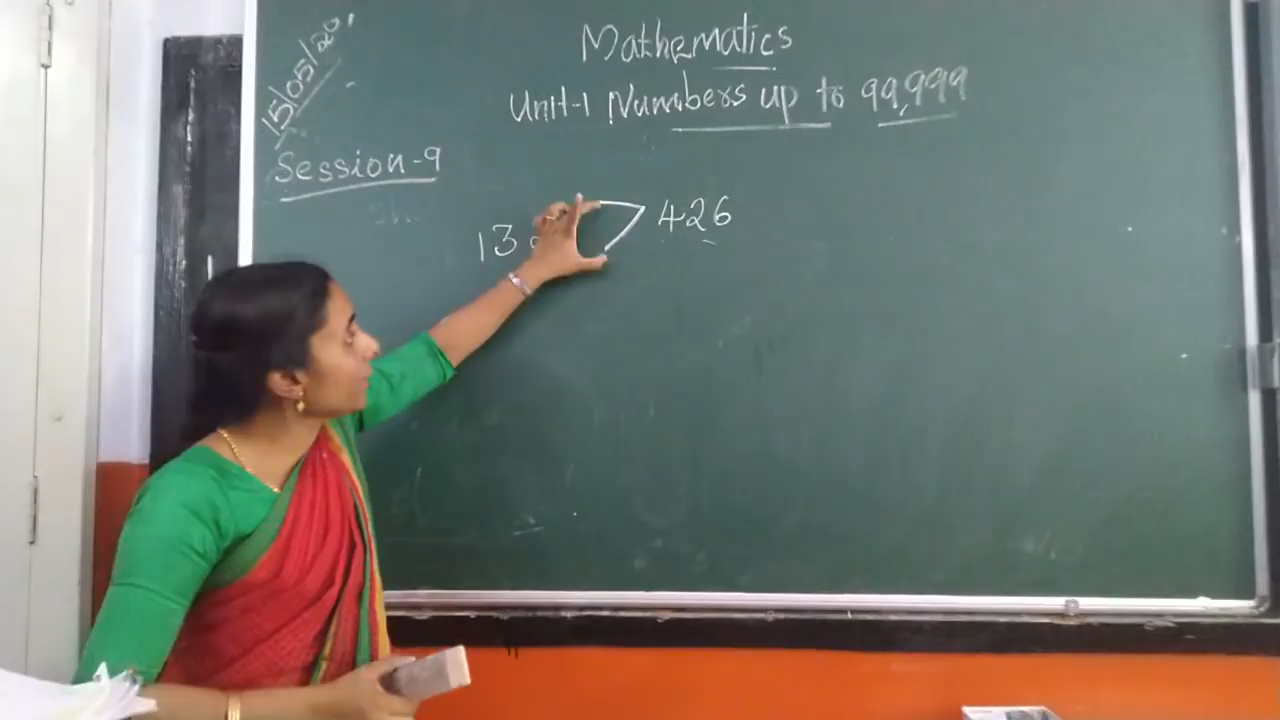 15/05/20
Mathematics
Unit-1 Numbers up to 99,999
Session-9
13 > 426